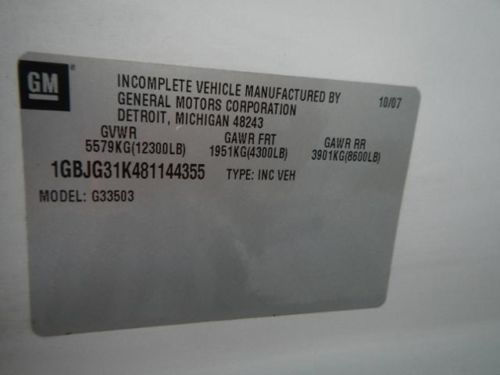 GM
®
INCOMPLETE VEHICLE MANUFACTURED BY
GENERAL MOTORS CORPORATION
DETROIT, MICHIGAN 48243
10/07
GVWR GAWR FRT GAWR RR
5579KG(12300LB) 1951KG(4300LB) 3901KG(8600LB)
1GBJG31K481144355 TYPE: INC VEH
MODEL: G33503